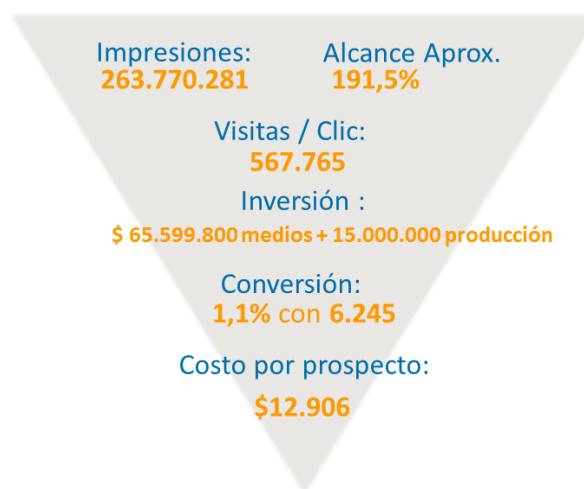 Impresiones: Alcance Aprox.
263.770.281 191,5%
Visitas / Clic:
567.765
Inversión :
$ 65.599.800 medios + 15.000.000 producción
Conversión:
1,1% con 6.245
Costo por prospecto:
$12.906